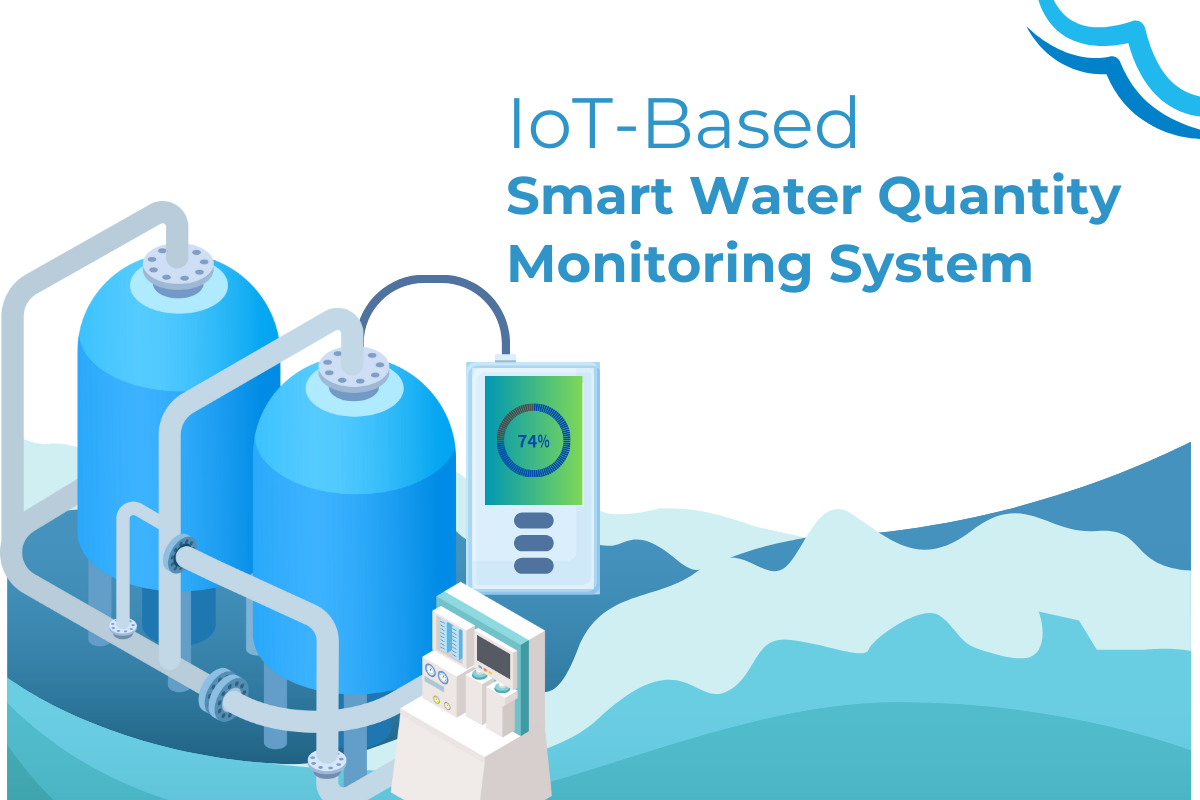 IoT-Based
Smart Water Quantity
Monitoring System
74%